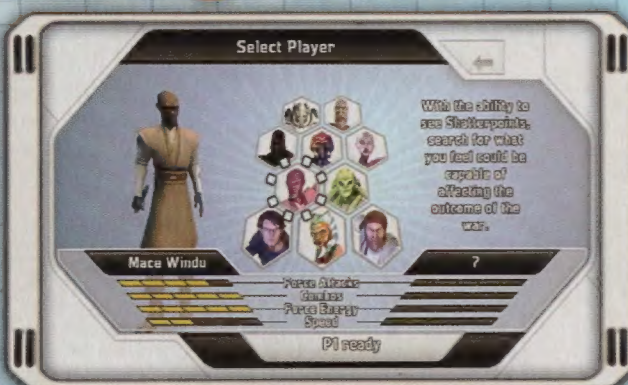 Select Player
With the ability to
see Shatterpoints,
search for what
you feel could be
capable of
affecting the
outcome of the
war.
Mace Windu
?
Force Attacks
Combos
Force Energy
Speed
P1 ready